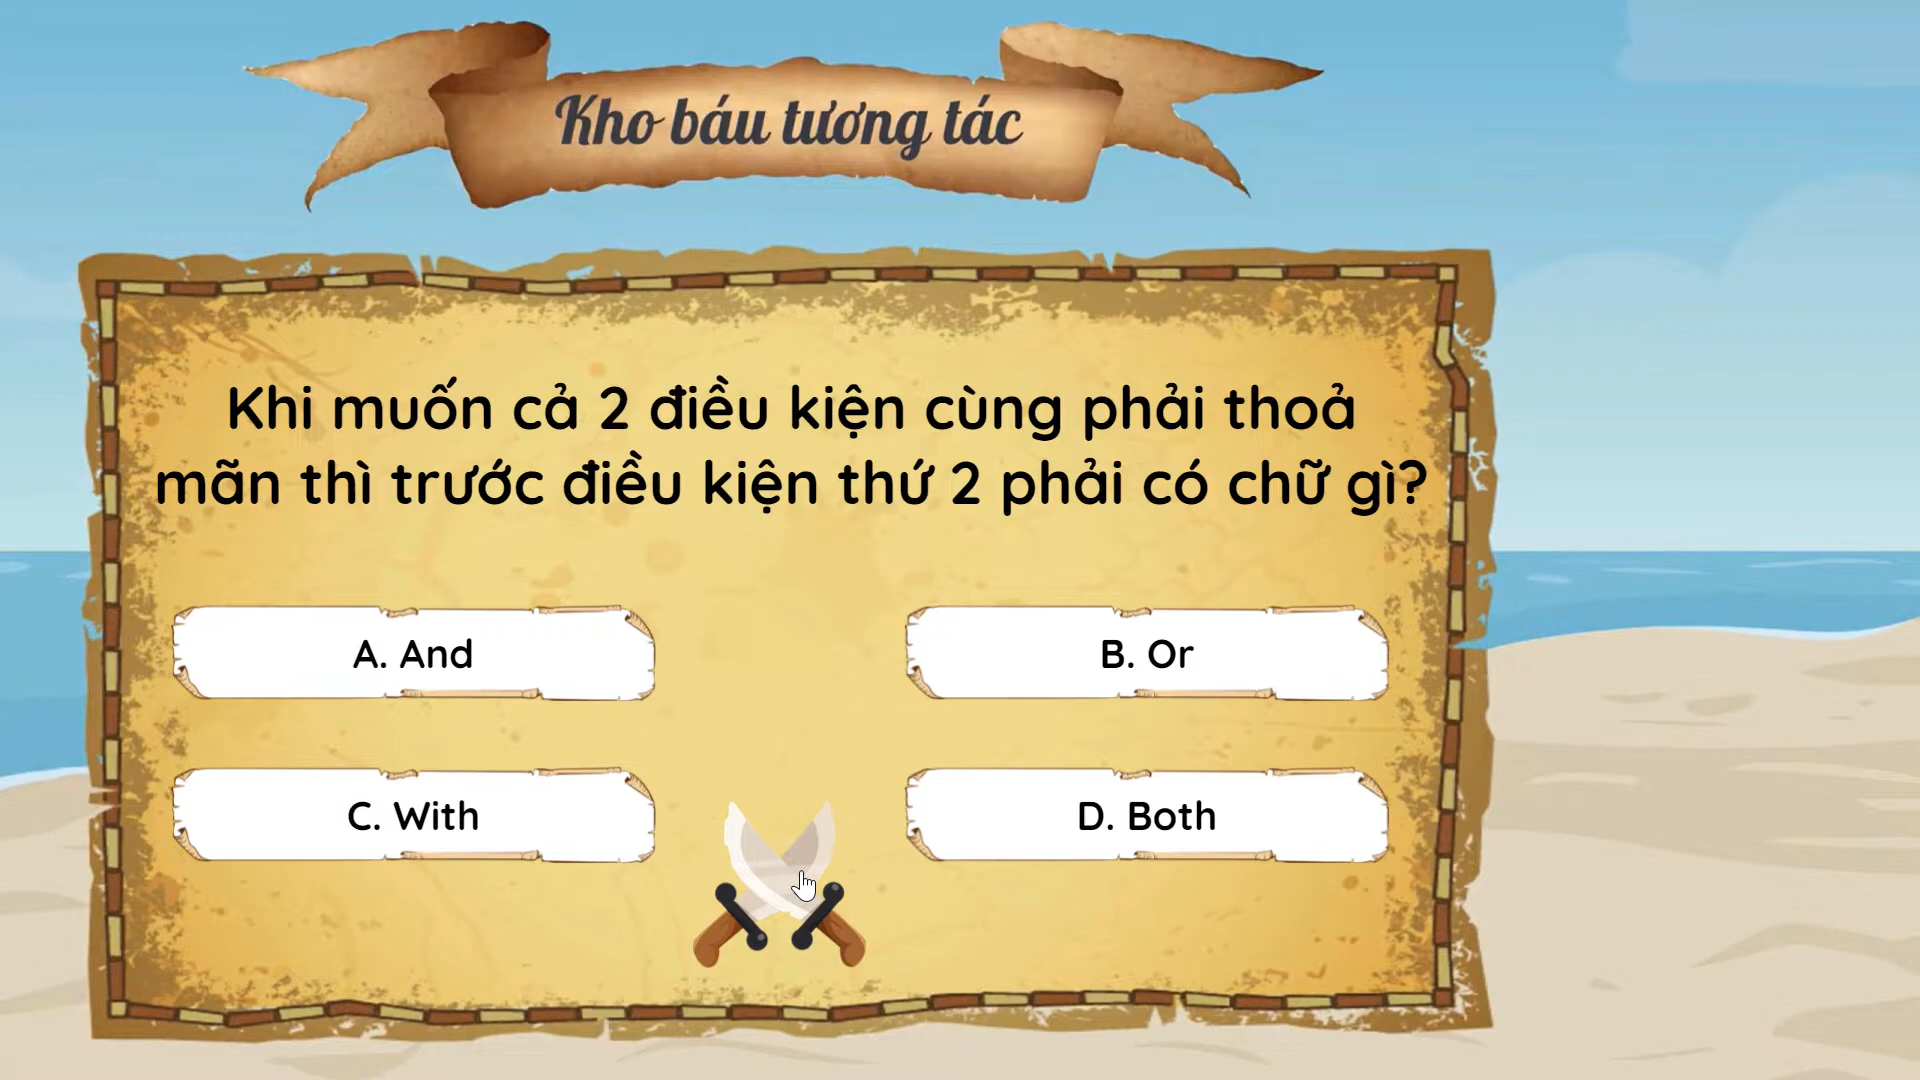 Kho báu tương tác
Khi muốn cả 2 điều kiện cùng phải thoả
mãn thì trước điều kiện thứ 2 phải có chữ gì?
A. And
B. Or
C. With
D. Both